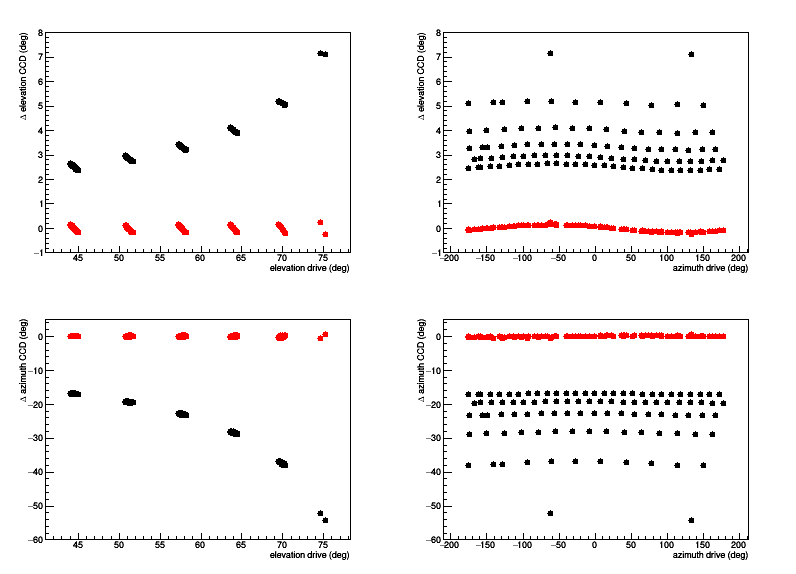 Δ elevation CCD (deg)
8
7
6
5
4
3
2
1
0
−1
45 50 55 60 65 70 75
elevation drive (deg)
Δ elevation CCD (deg)
8
7
6
5
4
3
2
1
0
−1
−200 −150 −100 −50 0 50 100 150 200
azimuth drive (deg)
Δ azimuth CCD (deg)
0
−10
−20
−30
−40
−50
−60
45 50 55 60 65 70 75
elevation drive (deg)
Δ azimuth CCD (deg)
0
−10
−20
−30
−40
−50
−60
−200 −150 −100 −50 0 50 100 150 200
azimuth drive (deg)